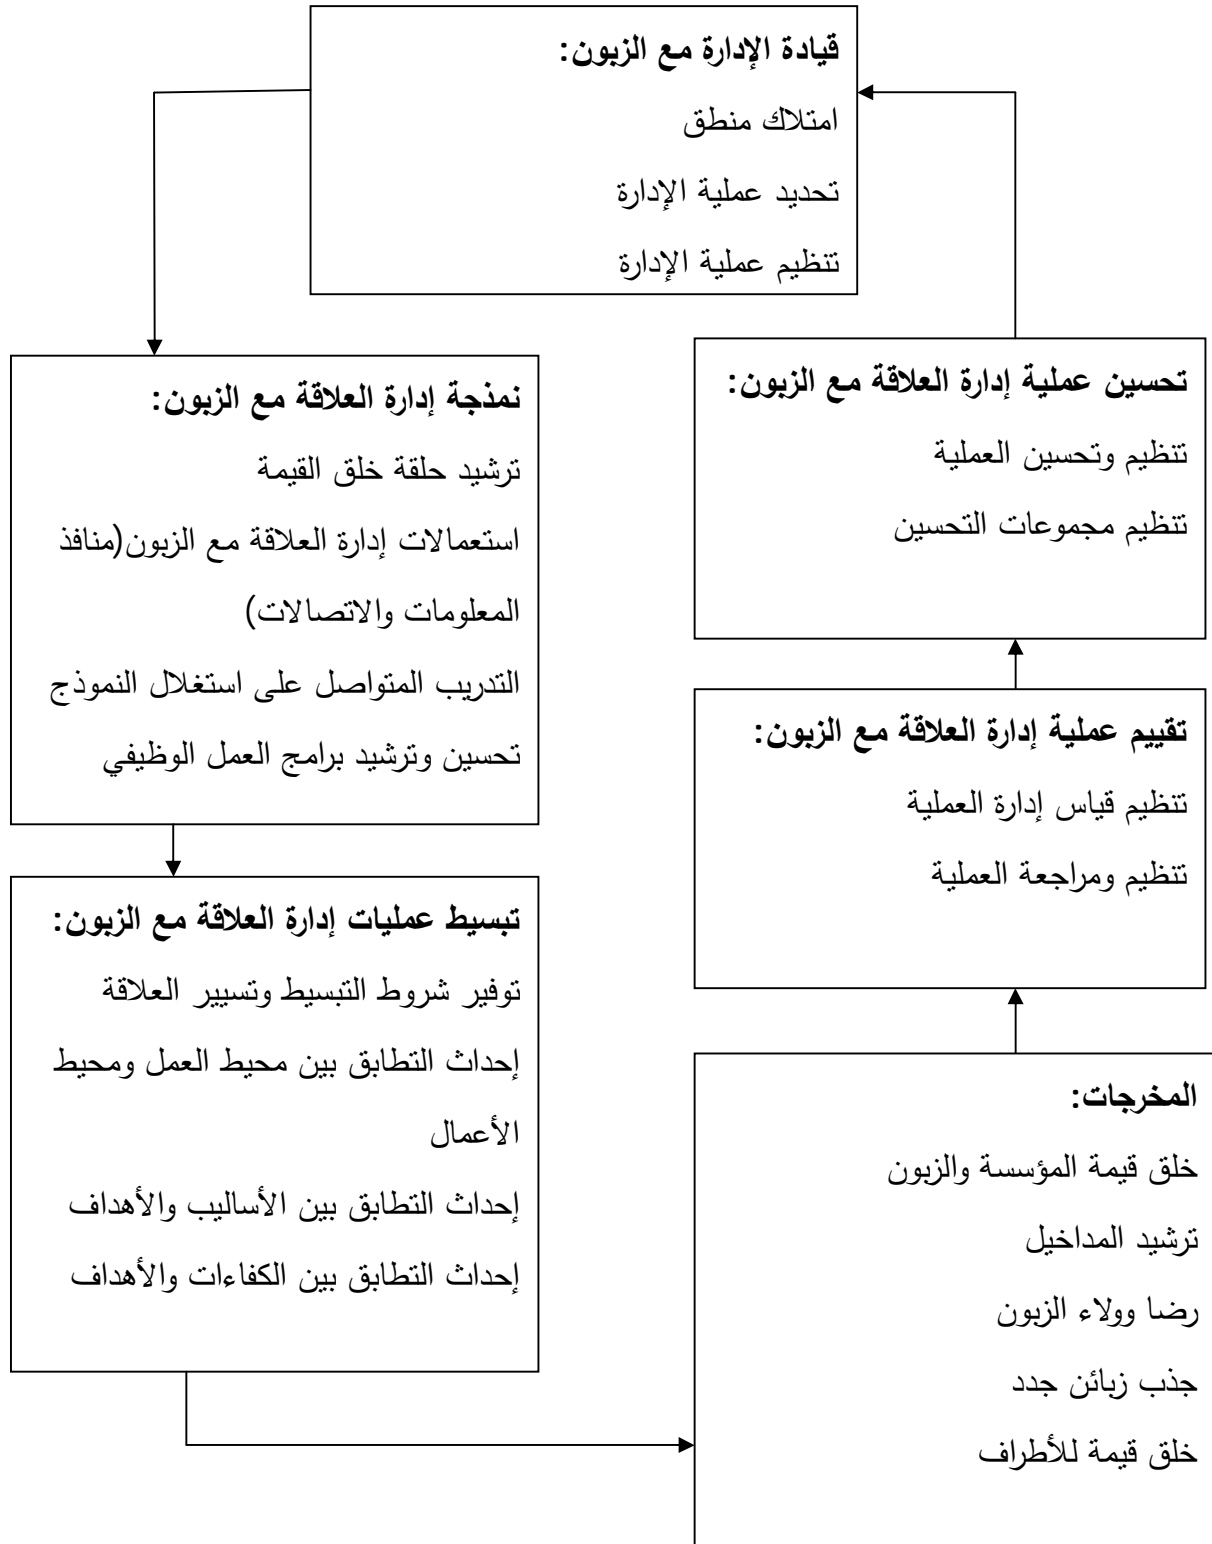 قيادة الإدارة مع الزبون:
امتلاك منطق
تحديد عملية الإدارة
تنظيم عملية الإدارة
نمذجة إدارة العلاقة مع الزبون:
ترشيد حلقة خلق القيمة
استعمالات إدارة العلاقة مع الزبون(منافذ
المعلومات والاتصالات)
التدريب المتواصل على استغلال النموذج
تحسين وترشيد برامج العمل الوظيفي
تبسيط عمليات إدارة العلاقة مع الزبون:
توفير شروط التبسيط وتسيير العلاقة
إحداث التطابق بين محيط العمل ومحيط
الأعمال
إحداث التطابق بين الأساليب والأهداف
إحداث التطابق بين الكفاءات والأهداف
المخرجات:
خلق قيمة المؤسسة والزبون
ترشيد المداخيل
رضا وولاء الزبون
جذب زبائن جدد
خلق قيمة للأطراف
تقييم عملية إدارة العلاقة مع الزبون:
تنظيم قياس إدارة العملية
تنظيم ومراجعة العملية
تحسين عملية إدارة العلاقة مع الزبون:
تنظيم وتحسين العملية
تنظيم مجموعات التحسين